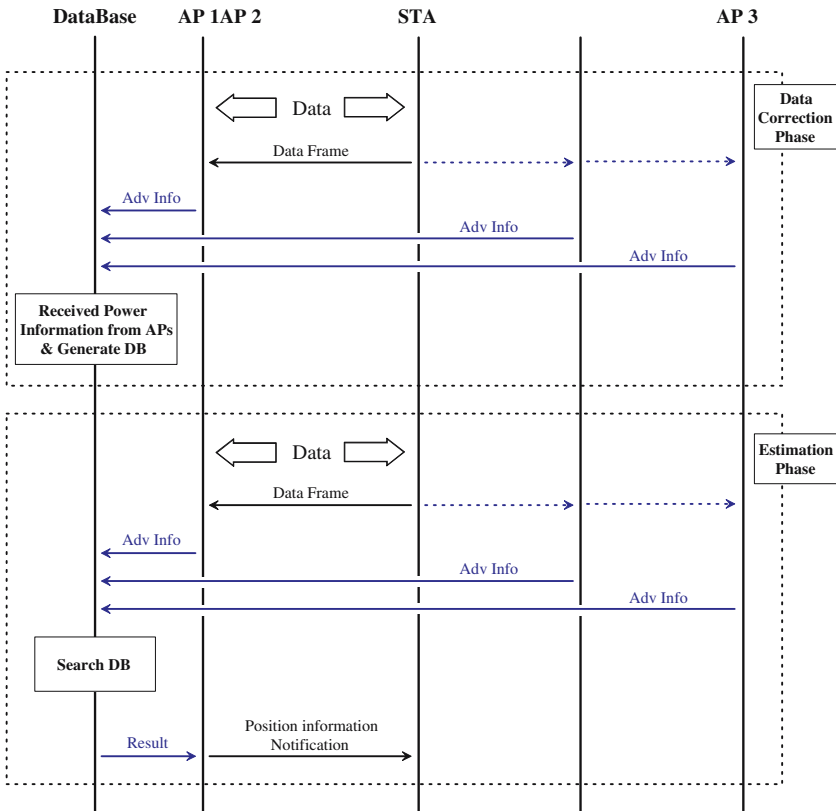 DataBase AP 1AP 2 STA AP 3
Data
Data
Correction
Phase
Data Frame
Adv Info
Adv Info
Adv Info
Received Power
Information from APs
& Generate DB
Data
Estimation
Phase
Data Frame
Adv Info
Adv Info
Adv Info
Search DB
Result
Position information
Notification